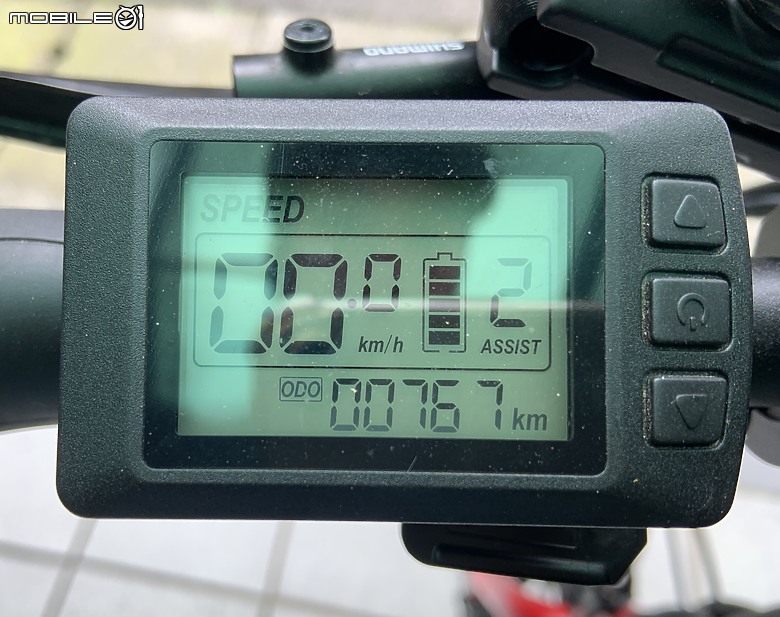 MOBILE01
SHIMANO
SPEED
00.0 km/h 2 ASSIST
ODO 00767 km